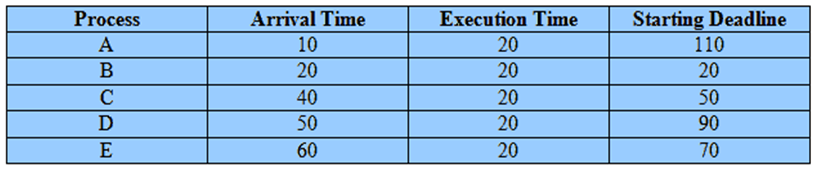 Process Arrival Time Execution Time Starting Deadline
A 10 20 110
B 20 20 20
C 40 20 50
D 50 20 90
E 60 20 70